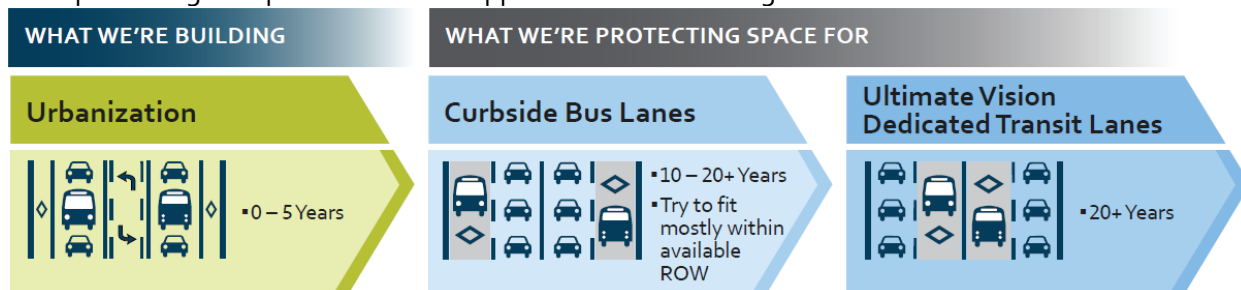 WHAT WE'RE BUILDING
WHAT WE'RE PROTECTING SPACE FOR
Urbanization
▪0 – 5 Years
Curbside Bus Lanes
▪10 – 20+ Years
▪Try to fit
mostly within
available
ROW
Ultimate Vision
Dedicated Transit Lanes
▪20+ Years